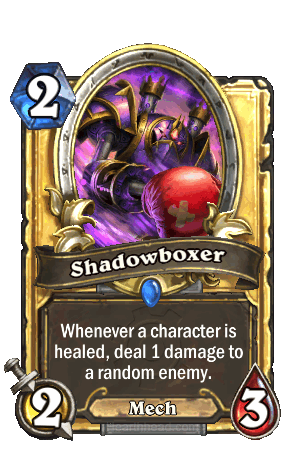 2
Shadowboxer
Whenever a character is
healed, deal 1 damage to
a random enemy.
2
Mech
3